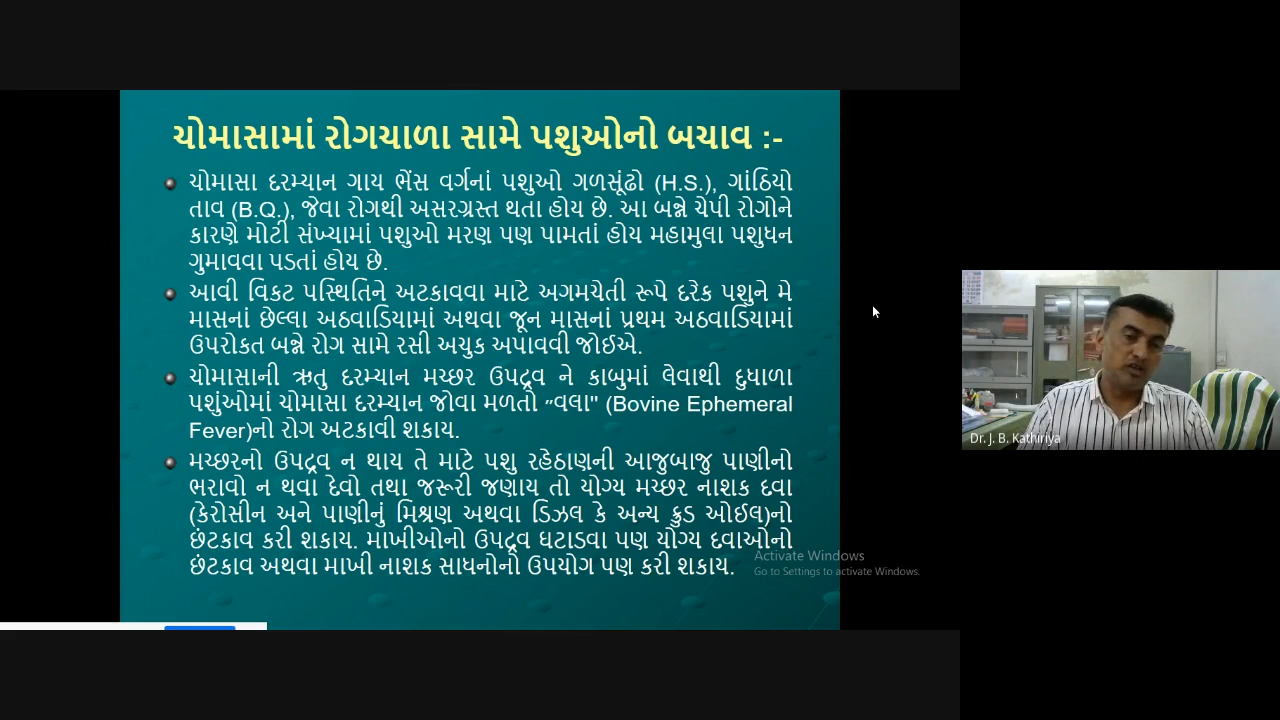 ચોમાસામાં રોગચાળા સામે પશુઓનો બચાવ :-
ચોમાસા દરમ્યાન ગાય ભેંસ વર્ગનાં પશુઓ ગળસૂંઢો (H.S.), ગાંઠિયો
તાવ (B.Q.), જેવા રોગથી અસરગ્રસ્ત થતા હોય છે. આ બન્ને ચેપી રોગોને
કારણે મોટી સંખ્યામાં પશુઓ મરણ પણ પામતાં હોય મહામુલા પશુધન
ગુમાવવા પડતાં હોય છે.
આવી વિકટ પસ્થિતિને અટકાવવા માટે અગમચેતી રૂપે દરેક પશુને મે
માસનાં છેલ્લા અઠવાડિયામાં અથવા જૂન માસનાં પ્રથમ અઠવાડિયામાં
ઉપરોકત બન્ને રોગ સામે રસી અચુક અપાવવી જોઈએ.
ચોમાસાની ઋતુ દરમ્યાન મચ્છર ઉપદ્રવ ને કાબુમાં લેવાથી દુધાળા
પશુંઓમાં ચોમાસા દરમ્યાન જોવા મળતો ″વલા" (Bovine Ephemeral
Fever)નો રોગ અટકાવી શકાય.
મચ્છરનો ઉપદ્રવ ન થાય તે માટે પશુ રહેઠાણની આજુબાજુ પાણીનો
ભરાવો ન થવા દેવો તથા જરૂરી જણાય તો યોગ્ય મચ્છર નાશક દવા
(કેરોસીન અને પાણીનું મિશ્રણ અથવા ડિઝલ કે અન્ય ક્રુડ ઓઈલ)નો
છંટકાવ કરી શકાય. માખીઓનો ઉપદ્રવ ઘટાડવા પણ યોગ્ય દવાઓનો
છંટકાવ અથવા માખી નાશક સાધનોનો ઉપયોગ પણ કરી શકાય.
Activate Windows
Go to Settings to activate Windows.
Dr. J. B. Kathiriya